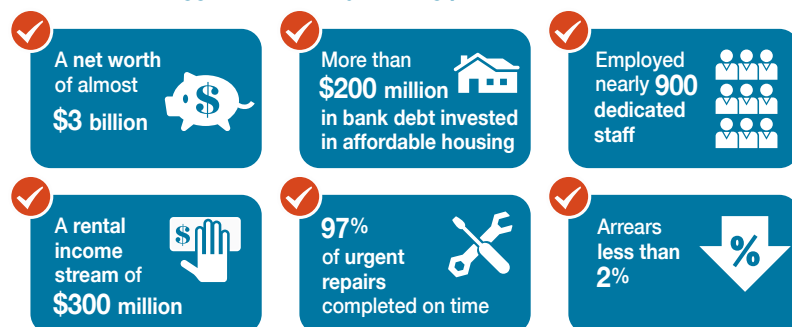 A net worth
of almost
$3 billion
$
More than
$200 million
in bank debt invested
in affordable housing
Employed
nearly 900
dedicated
staff
A rental
income
stream of
$300 million
$
97%
of urgent
repairs
completed on time
Arrears
less than
2%
%